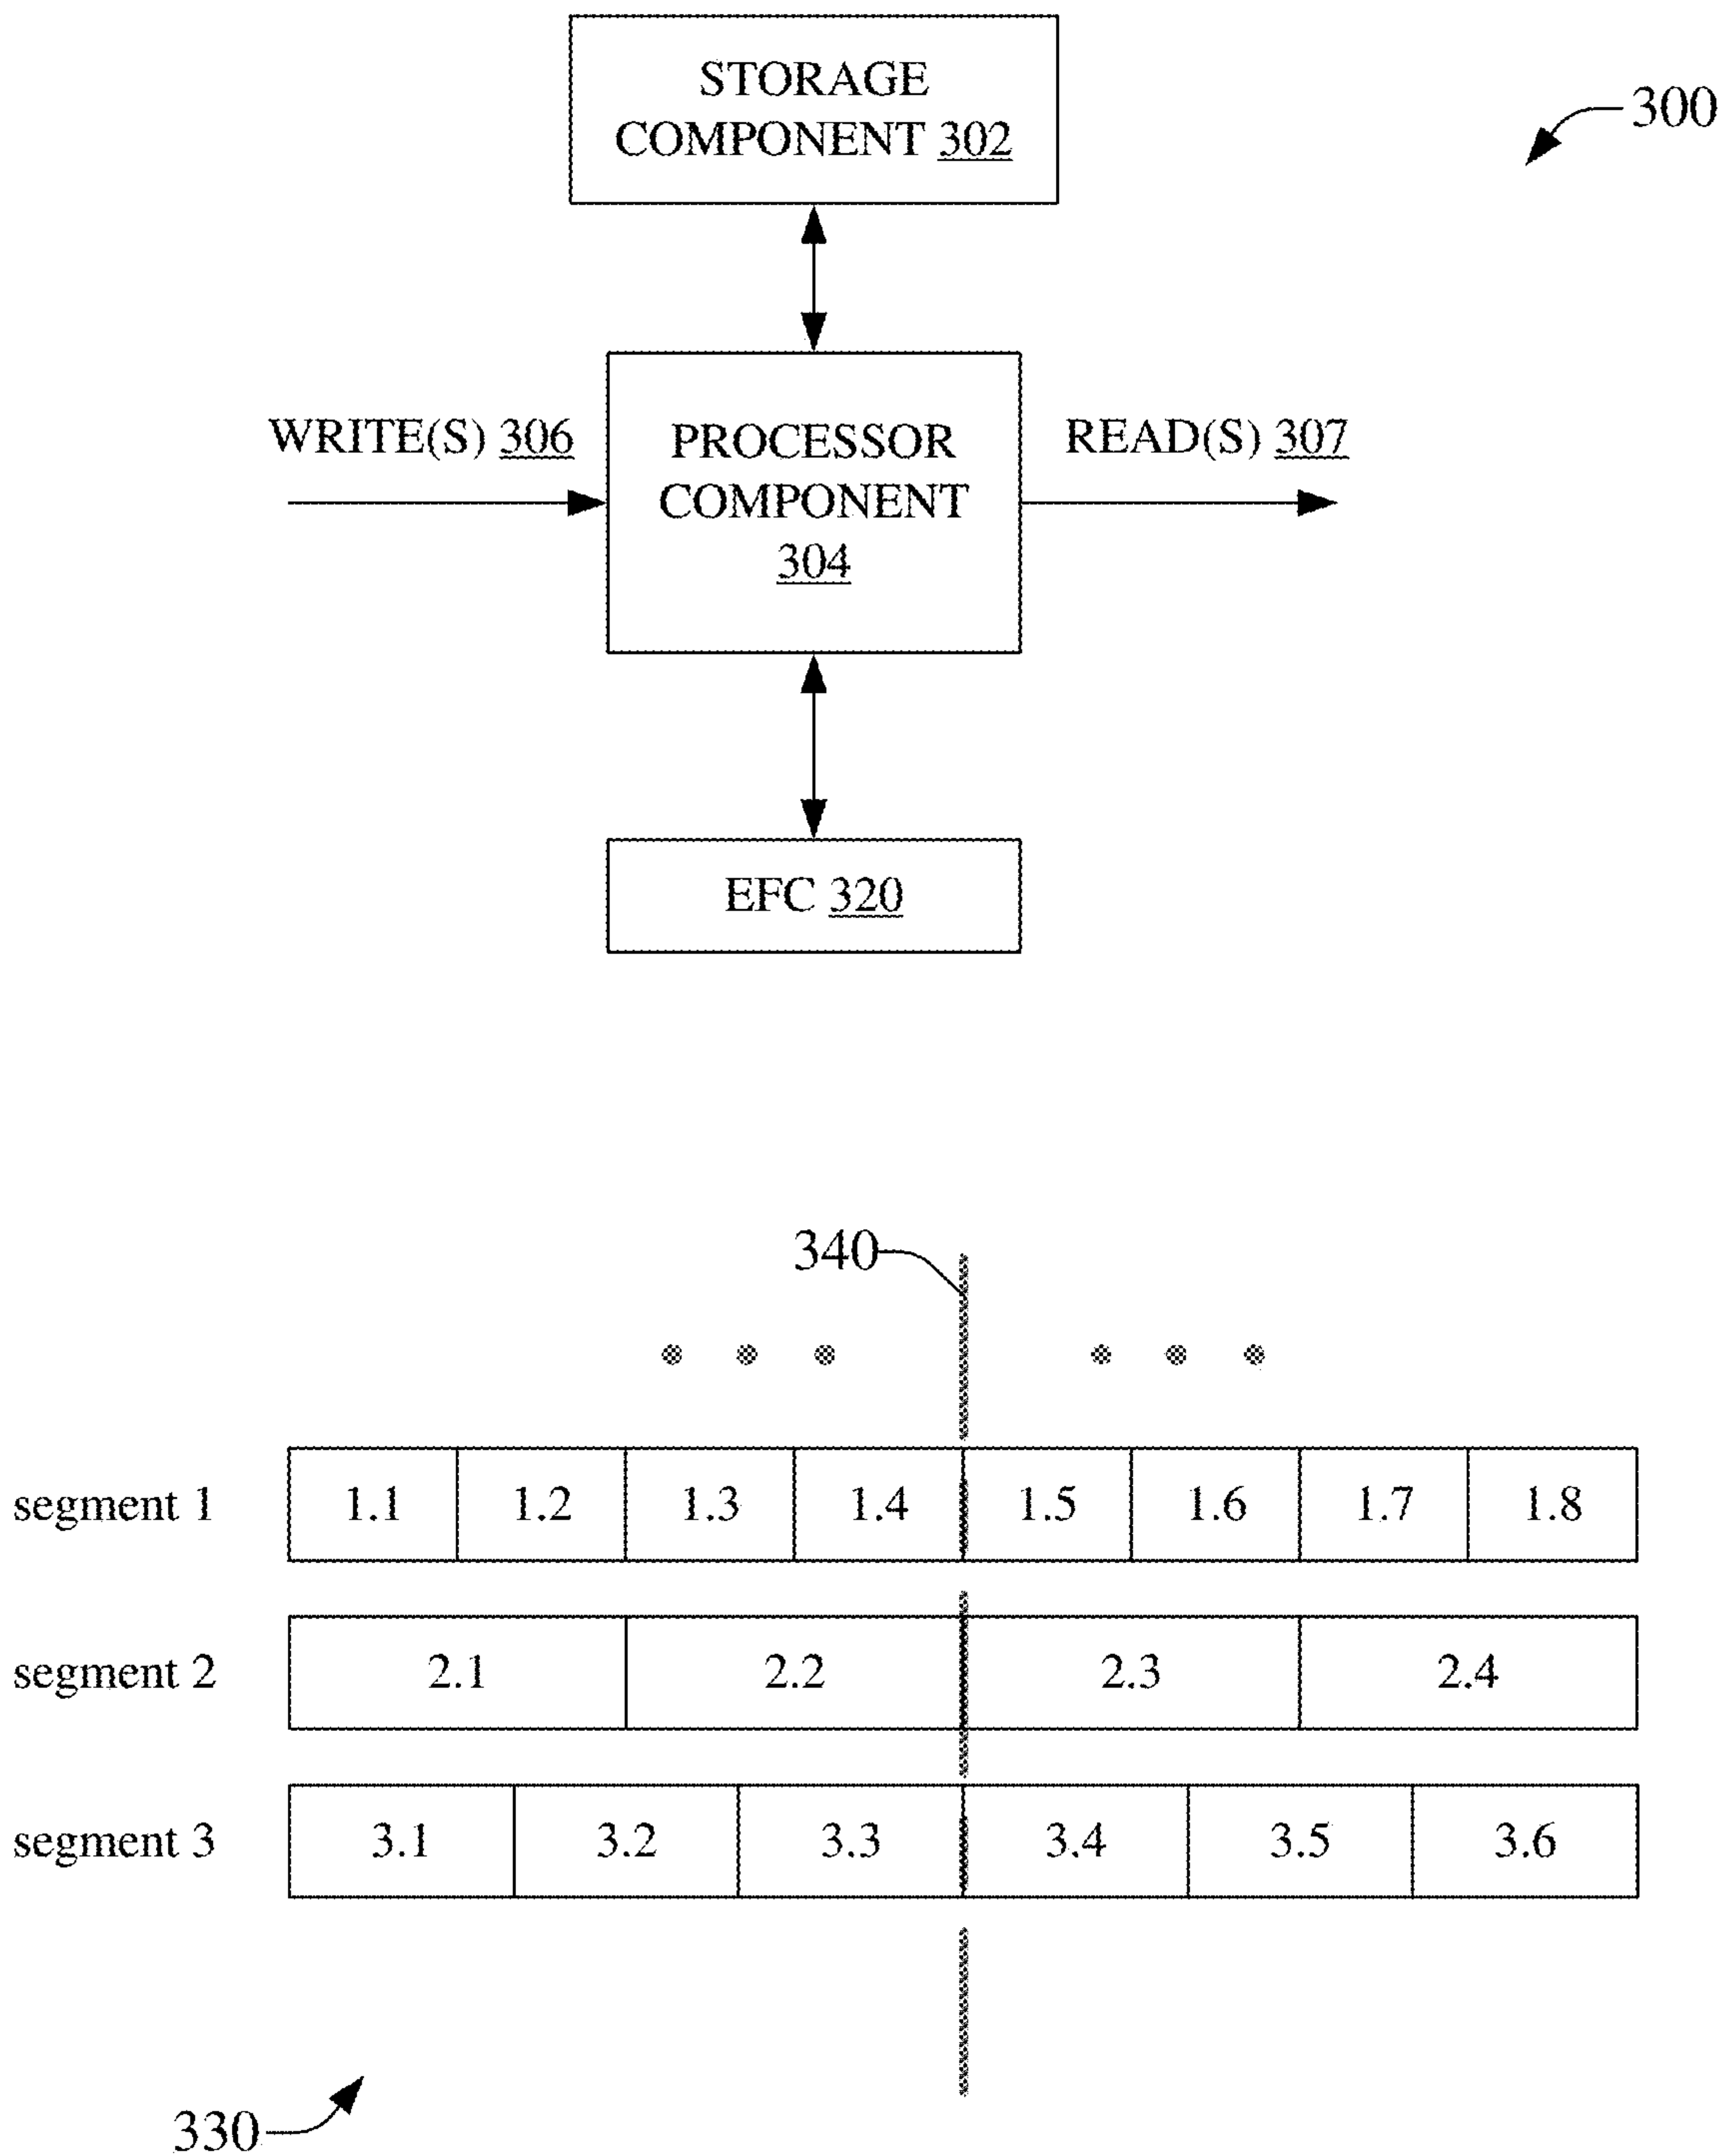 STORAGE
COMPONENT 302
300
WRITE(S) 306
PROCESSOR
COMPONENT
304
READ(S) 307
EFC 320
340
segment 1 1.1 1.2 1.3 1.4 1.5 1.6 1.7 1.8
segment 2 2.1 2.2 2.3 2.4
segment 3 3.1 3.2 3.3 3.4 3.5 3.6
330